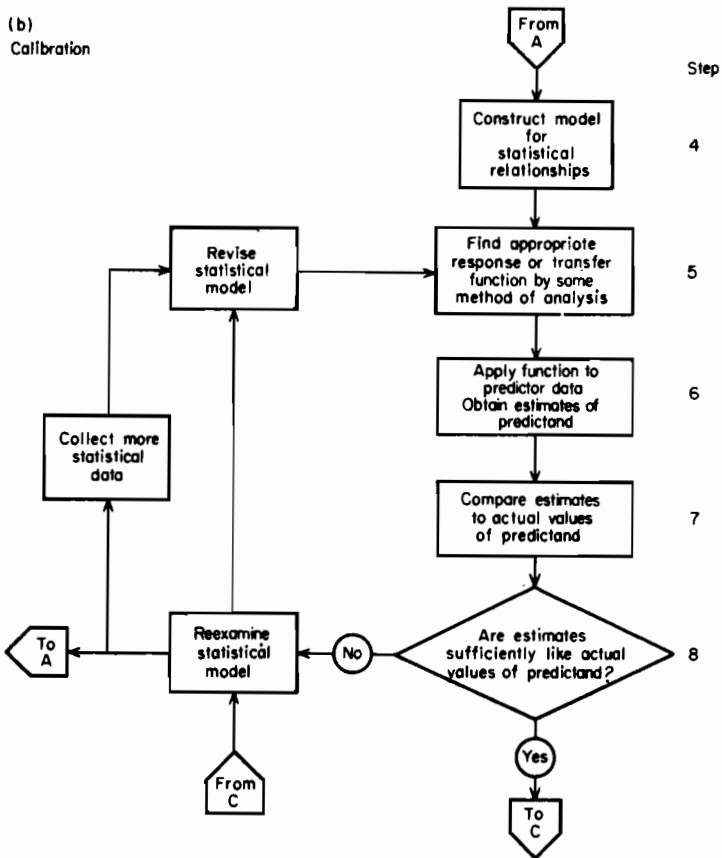 (b)
Calibration
From
A
Step
Construct model
for
statistical
relationships
4
Revise
statistical
model
Find appropriate
response or transfer
function by some
method of analysis
5
Apply function to
predictor data
Obtain estimates of
predictand
6
Collect more
statistical
data
Compare estimates
to actual values
of predictand
7
To
A
Reexamine
statistical
model
No
Are estimates
sufficiently like actual
values of predictand?
8
From
C
Yes
To
C